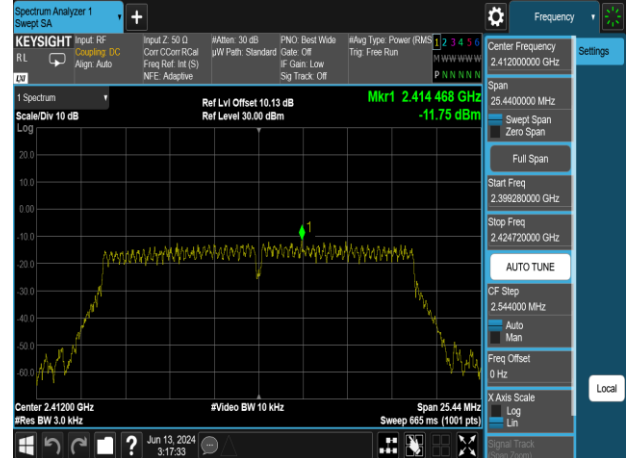 Spectrum Analyzer 1
Swept SA
Frequency
KEYSIGHT
RL
LXI
Input: RF
Coupling: DC
Align: Auto
Input Z: 50 Ω
Corr CCorr RCal
Freq Ref: Int (S)
NFE: Adaptive
#Atten: 30 dB
µW Path: Standard
PNO: Best Wide
Gate: Off
IF Gain: Low
Sig Track: Off
#Avg Type: Power (RMS
Trig: Free Run
1 2 3 4 5 6
M W W W W W
P N N N N N
1 Spectrum
Scale/Div 10 dB
Log
Ref Lvl Offset 10.13 dB
Ref Level 30.00 dBm
Mkr1 2.414 468 GHz
-11.75 dBm
20.0
10.0
0.00
-10.0
-20.0
-30.0
-40.0
-50.0
-60.0
1
Center 2.41200 GHz
#Res BW 3.0 kHz
#Video BW 10 kHz
Span 25.44 MHz
Sweep 665 ms (1001 pts)
Jun 13, 2024
3:17:33
?
Center Frequency
2.412000000 GHz
Span
25.4400000 MHz
Swept Span
Zero Span
Full Span
Start Freq
2.399280000 GHz
Stop Freq
2.424720000 GHz
AUTO TUNE
CF Step
2.544000 MHz
Auto
Man
Freq Offset
0 Hz
X Axis Scale
Log
Lin
Signal Track
(Span Zoom)
Settings
Local